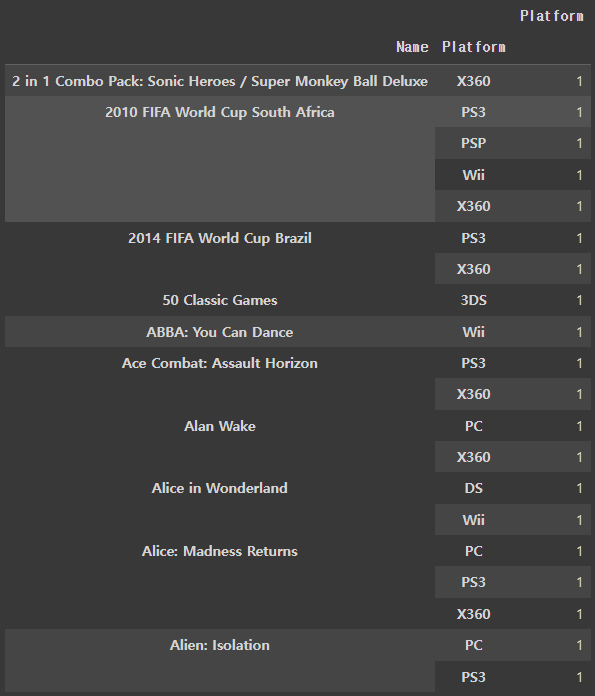 Platform
Name Platform
2 in 1 Combo Pack: Sonic Heroes / Super Monkey Ball Deluxe X360 1
2010 FIFA World Cup South Africa PS3 1
PSP 1
Wii 1
X360 1
2014 FIFA World Cup Brazil PS3 1
X360 1
50 Classic Games 3DS 1
ABBA: You Can Dance Wii 1
Ace Combat: Assault Horizon PS3 1
X360 1
Alan Wake PC 1
X360 1
Alice in Wonderland DS 1
Wii 1
Alice: Madness Returns PC 1
PS3 1
X360 1
Alien: Isolation PC 1
PS3 1